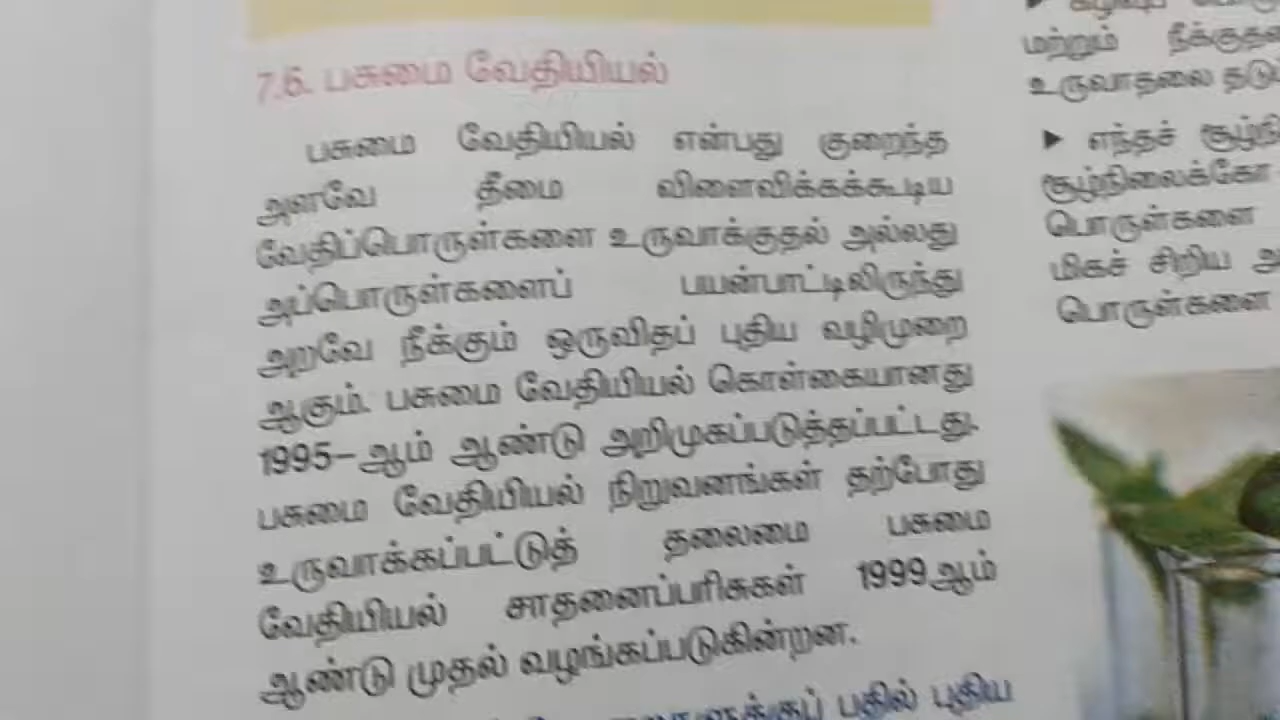 7.6. பசுமை வேதியியல்
பசுமை வேதியியல் என்பது குறைந்த
அளவே தீமை விளைவிக்கக்கூடிய
வேதிப்பொருள்களை உருவாக்குதல் அல்லது
அப்பொருள்களைப் பயன்பாட்டிலிருந்து
அறவே நீக்கும் ஒருவிதப் புதிய வழிமுறை
ஆகும். பசுமை வேதியியல் கொள்கையானது
1995–ஆம் ஆண்டு அறிமுகப்படுத்தப்பட்டது.
பசுமை வேதியியல் நிறுவனங்கள் தற்போது
உருவாக்கப்பட்டுத் தலைமை பசுமை
வேதியியல் சாதனைப்பரிசுகள் 1999ஆம்
ஆண்டு முதல் வழங்கப்படுகின்றன.
பதில் புதிய
மற்றும்
உருவாதலை
▶ எந்தச்
பொருள்களை
மிகச் சிறிய
பொருள்களை